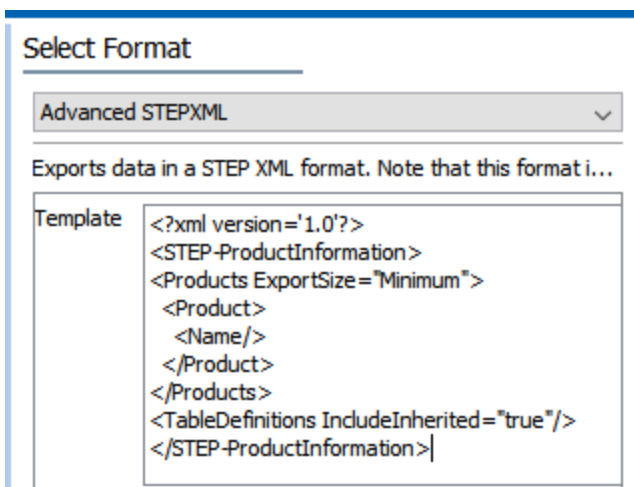 Select Format
Advanced STEPXML
Exports data in a STEP XML format. Note that this format i...
Template
<?xml version='1.0'?>
<STEP-ProductInformation>
<Products ExportSize="Minimum">
<Product>
<Name/>
</Product>
</Products>
<TableDefinitions IncludeInherited="true"/>
</STEP-ProductInformation>